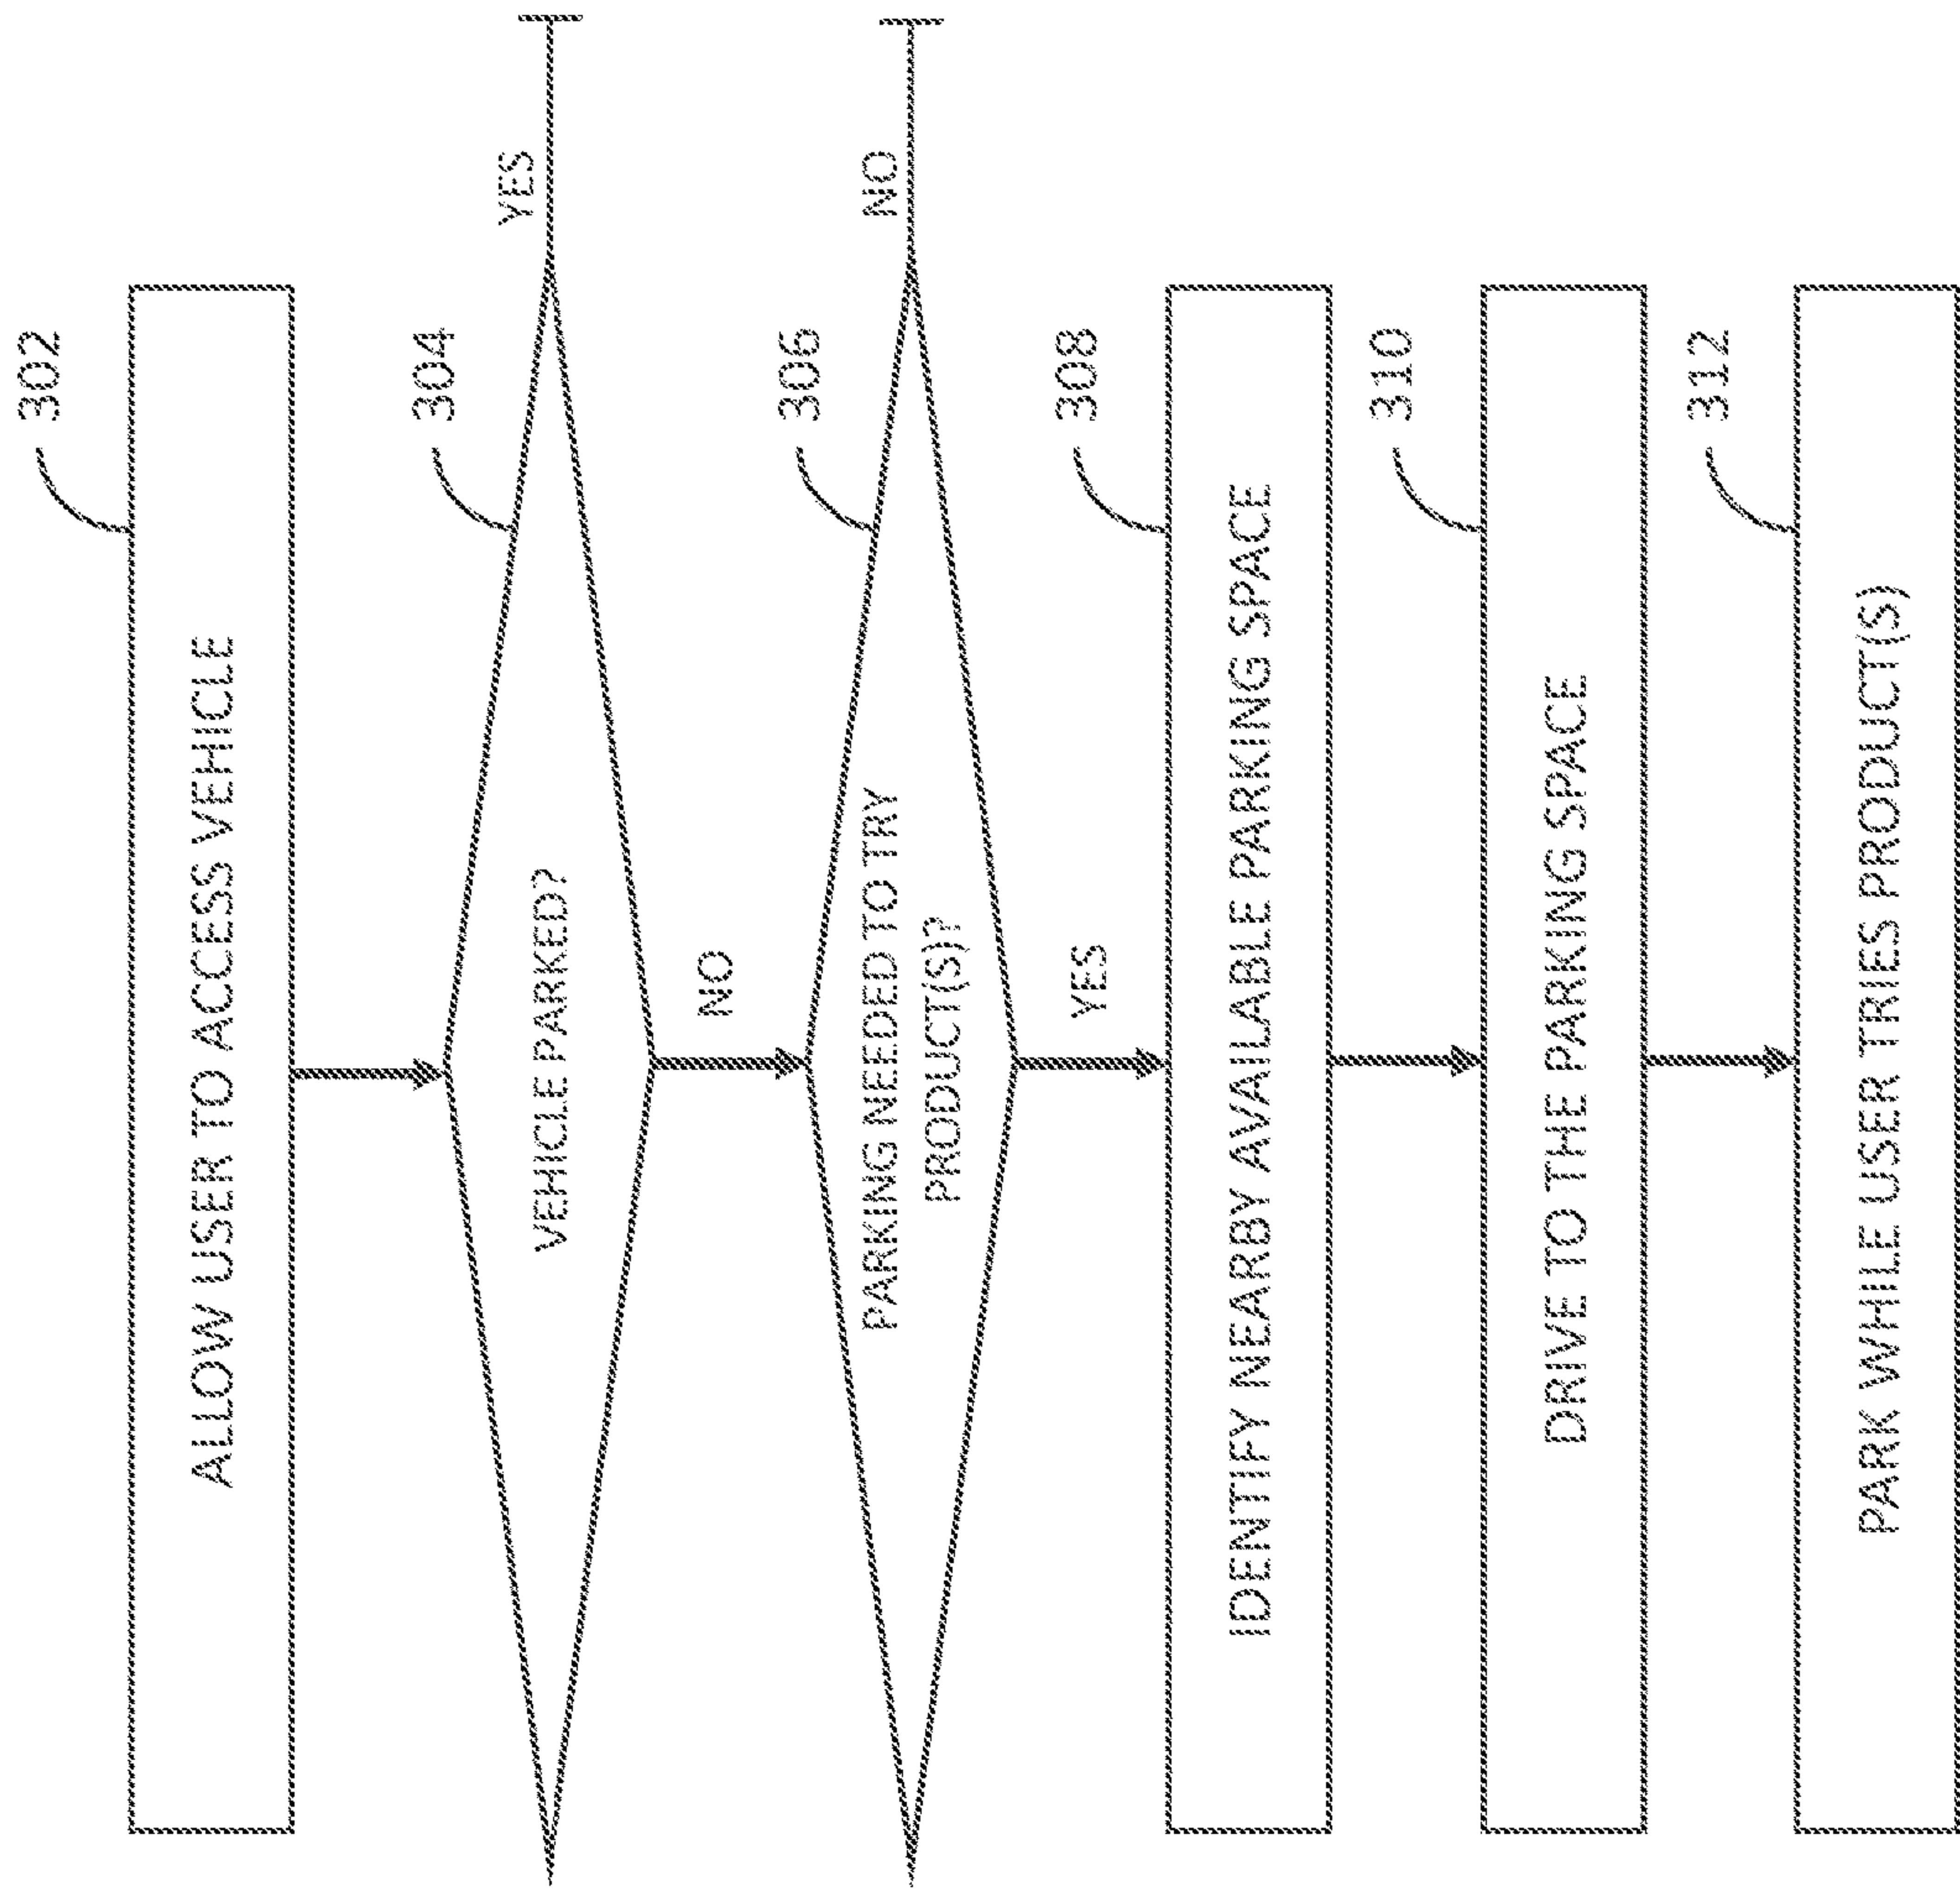 302
ALLOW USER TO ACCESS VEHICLE
304
VEHICLE PARKED?
YES
NO
306
PARKING NEEDED TO TRY
PRODUCT(S)?
NO
YES
308
IDENTIFY NEARBY AVAILABLE PARKING SPACE
310
DRIVE TO THE PARKING SPACE
312
PARK WHILE USER TRIES PRODUCT(S)